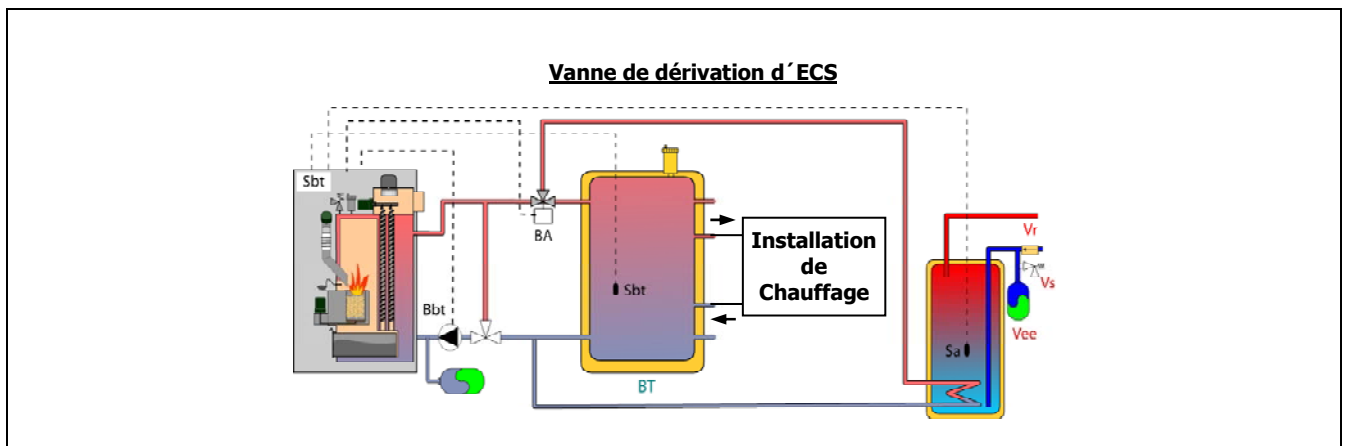 Vanne de dérivation d´ECS
Sbt
BA
Bbt
Sbt
BT
Installation
de
Chauffage
Vr
Vs
Vee
Sa